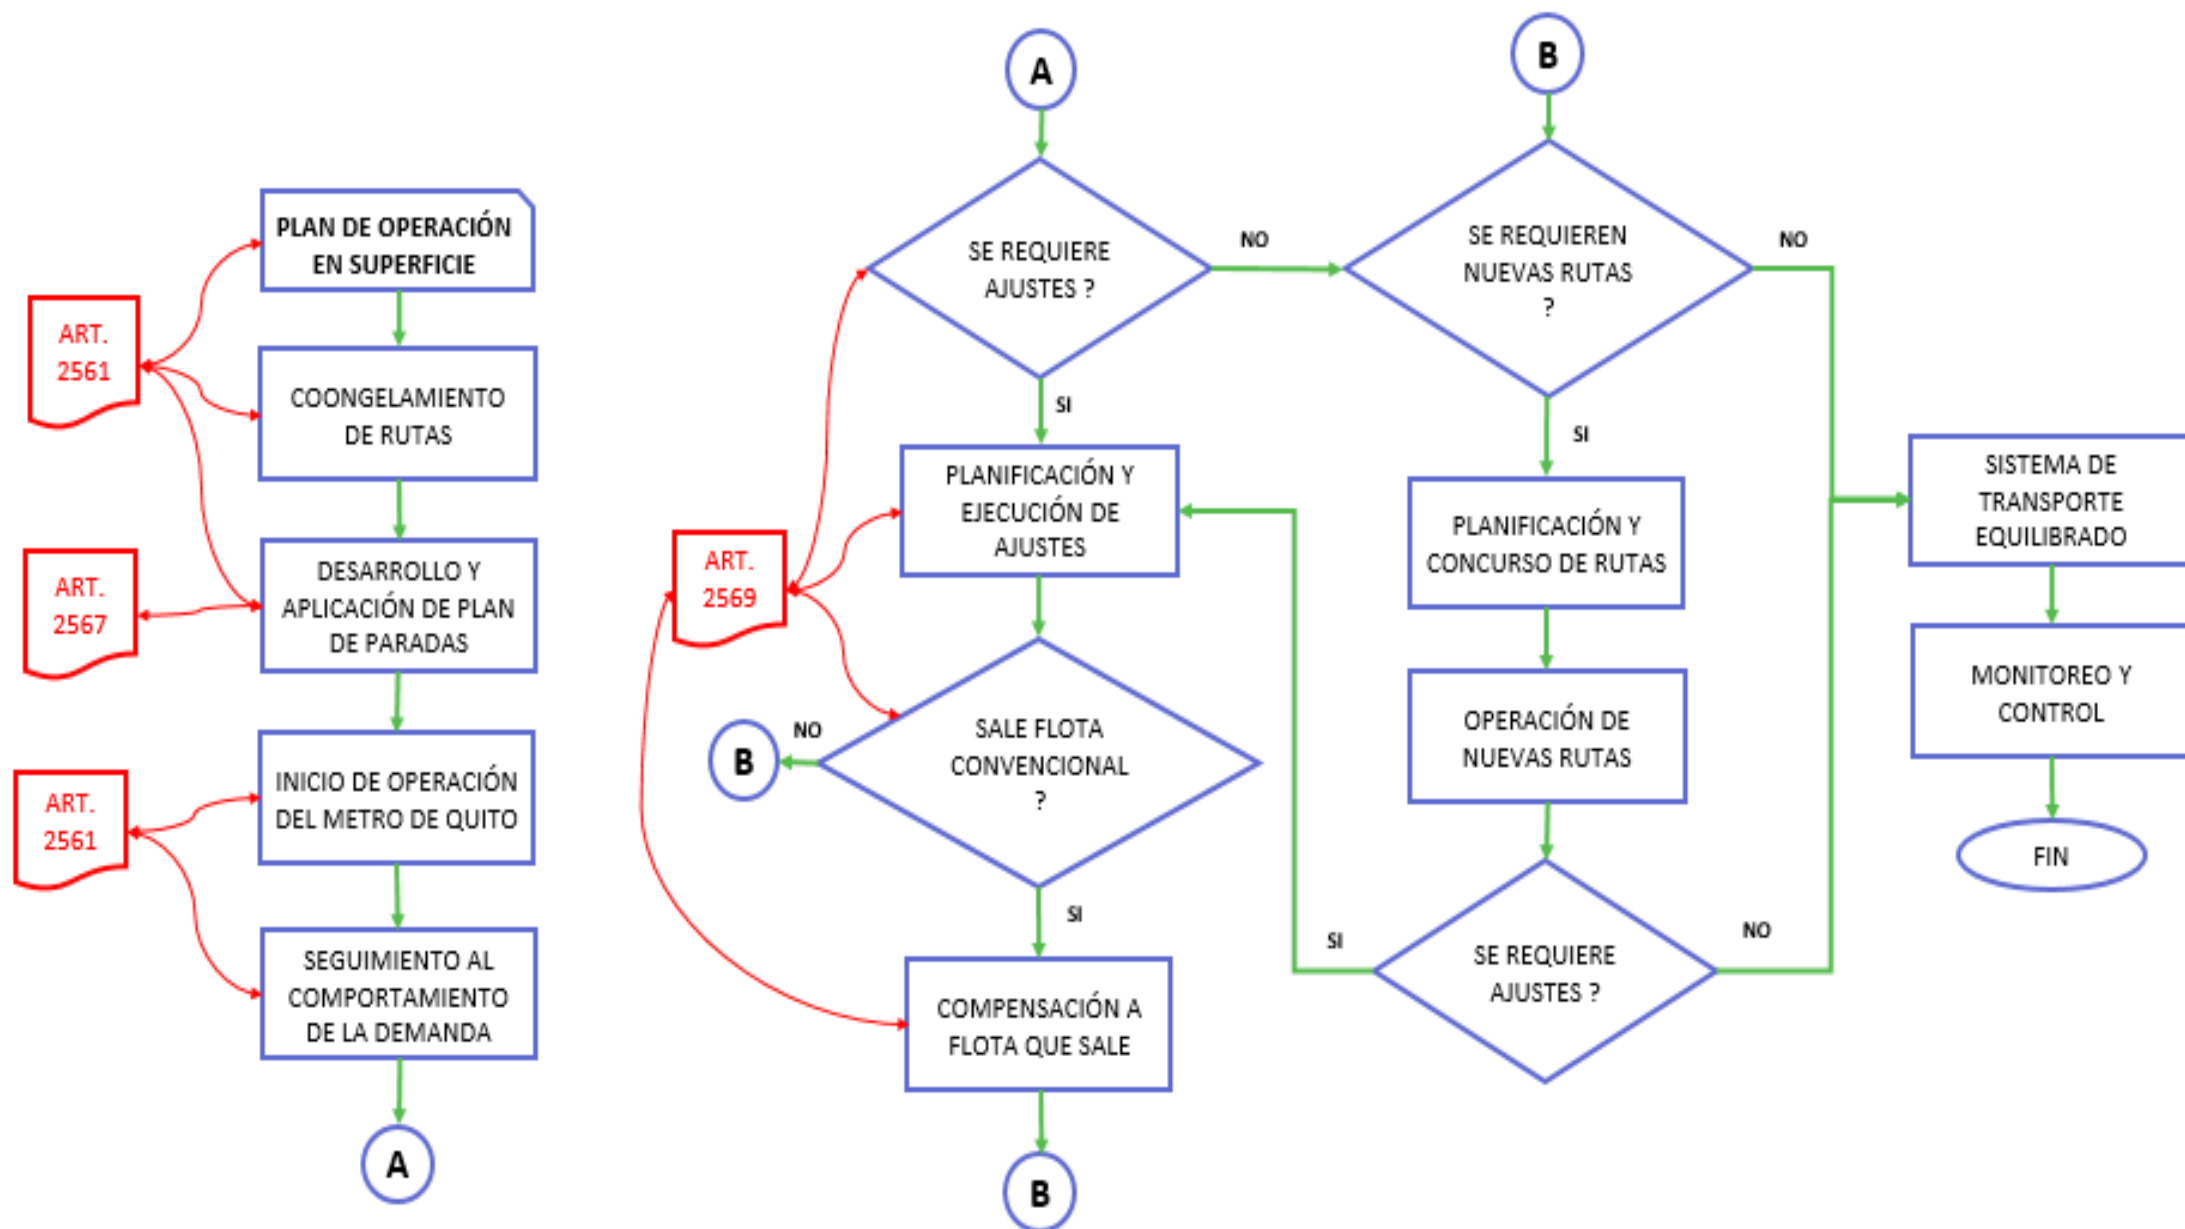 PLAN DE OPERACIÓN
EN SUPERFICIE
ART.
2561
COONGELAMIENTO
DE RUTAS
ART.
2567
DESARROLLO Y
APLICACIÓN DE PLAN
DE PARADAS
ART.
2561
INICIO DE OPERACIÓN
DEL METRO DE QUITO
SEGUIMIENTO AL
COMPORTAMIENTO
DE LA DEMANDA
A
A
SE REQUIERE
AJUSTES ?
NO
SI
PLANIFICACIÓN Y
EJECUCIÓN DE
AJUSTES
ART.
2569
SALE FLOTA
CONVENCIONAL
?
NO
B
SI
COMPENSACIÓN A
FLOTA QUE SALE
B
B
SE REQUIEREN
NUEVAS RUTAS
?
NO
SI
PLANIFICACIÓN Y
CONCURSO DE RUTAS
OPERACIÓN DE
NUEVAS RUTAS
SE REQUIERE
AJUSTES ?
SI
NO
SISTEMA DE
TRANSPORTE
EQUILIBRADO
MONITOREO Y
CONTROL
FIN